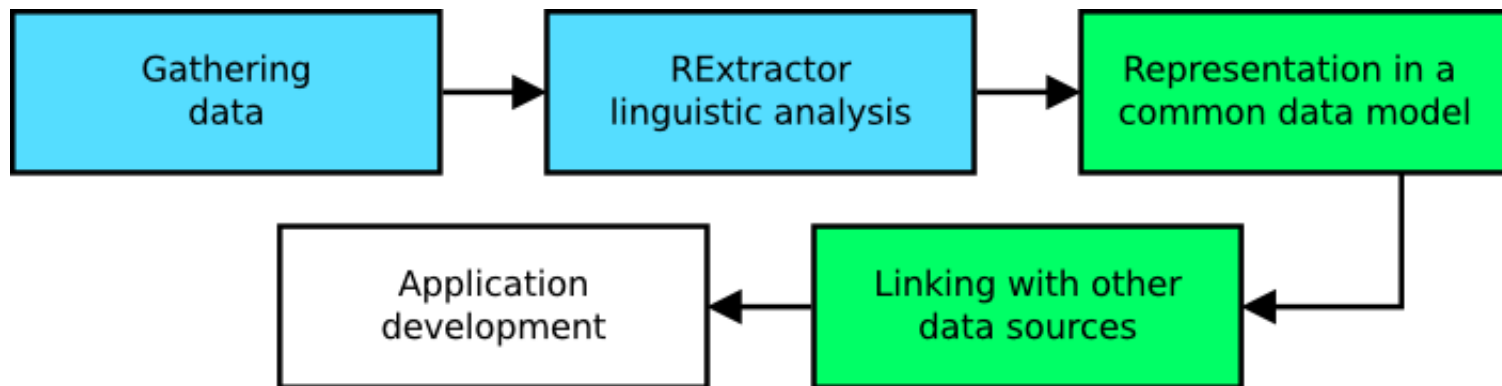 Gathering
data
RExtractor
linguistic analysis
Representation in a
common data model
Linking with other
data sources
Application
development